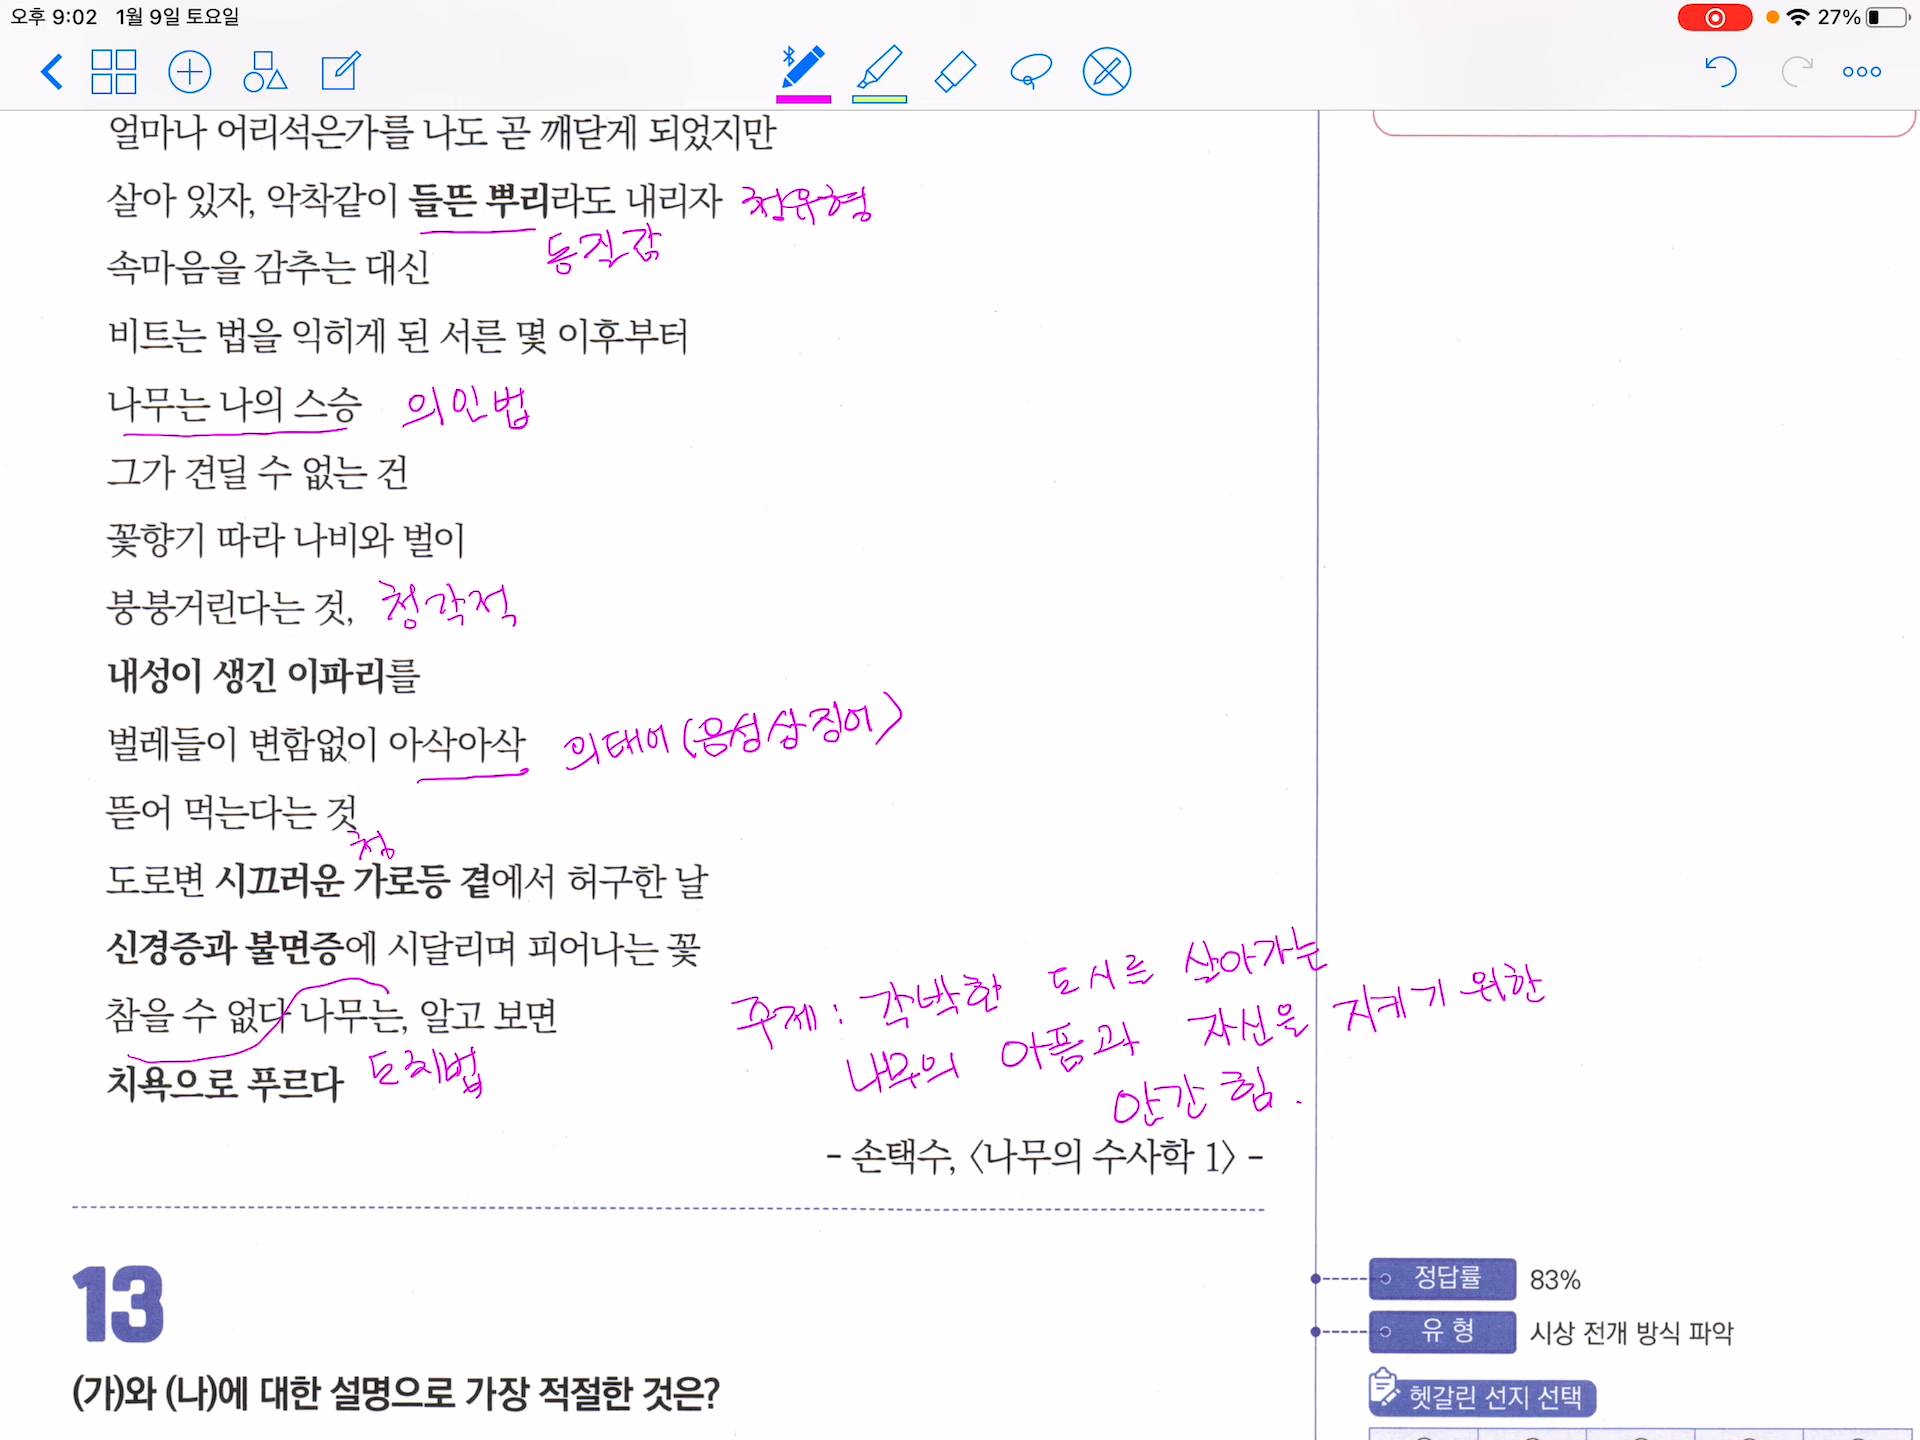 오후 9:02 1월 9일 토요일
27%
얼마나 어리석은가를 나도 곧 깨닫게 되었지만
살아 있자, 악착같이 들뜬 뿌리라도 내리자 청유형
동질감
속마음을 감추는 대신
비트는 법을 익히게 된 서른 몇 이후부터
나무는 나의 스승 의인법
그가 견딜 수 없는 건
꽃향기 따라 나비와 벌이
붕붕거린다는 것, 청각적
내성이 생긴 이파리를
벌레들이 변함없이 아삭아삭 의태어(음성상징어)
뜯어 먹는다는 것
청
도로변 시끄러운 가로등 곁에서 허구한 날
신경증과 불면증에 시달리며 피어나는 꽃
참을 수 없다 나무는, 알고 보면
치욕으로 푸르다 도치법
주제 : 각박한 도시를 살아가는
나무의 아픔과 자신을 지키기 위한
안간 힘.
- 손택수, 〈나무의 수사학 1〉 -
13
(가)와 (나)에 대한 설명으로 가장 적절한 것은?
정답률 83%
유 형 시상 전개 방식 파악
헷갈린 선지 선택